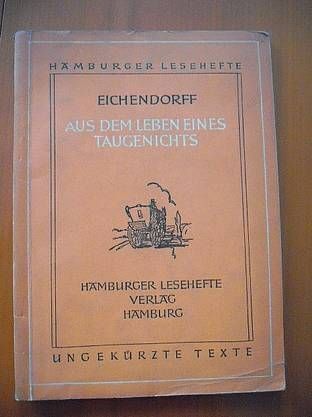 HAMBURGER LESEHEFTE
EICHENDORFF
AUS DEM LEBEN EINES
TAUGENICHTS
HAMBURGER LESEHEFTE
VERLAG
HAMBURG
UNGEKÜRZTE TEXTE